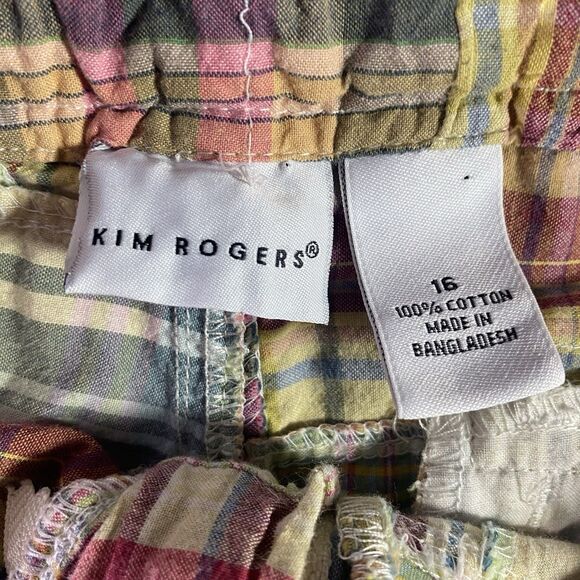 KIM ROGERS®
16
100% COTTON
MADE IN
BANGLADESH